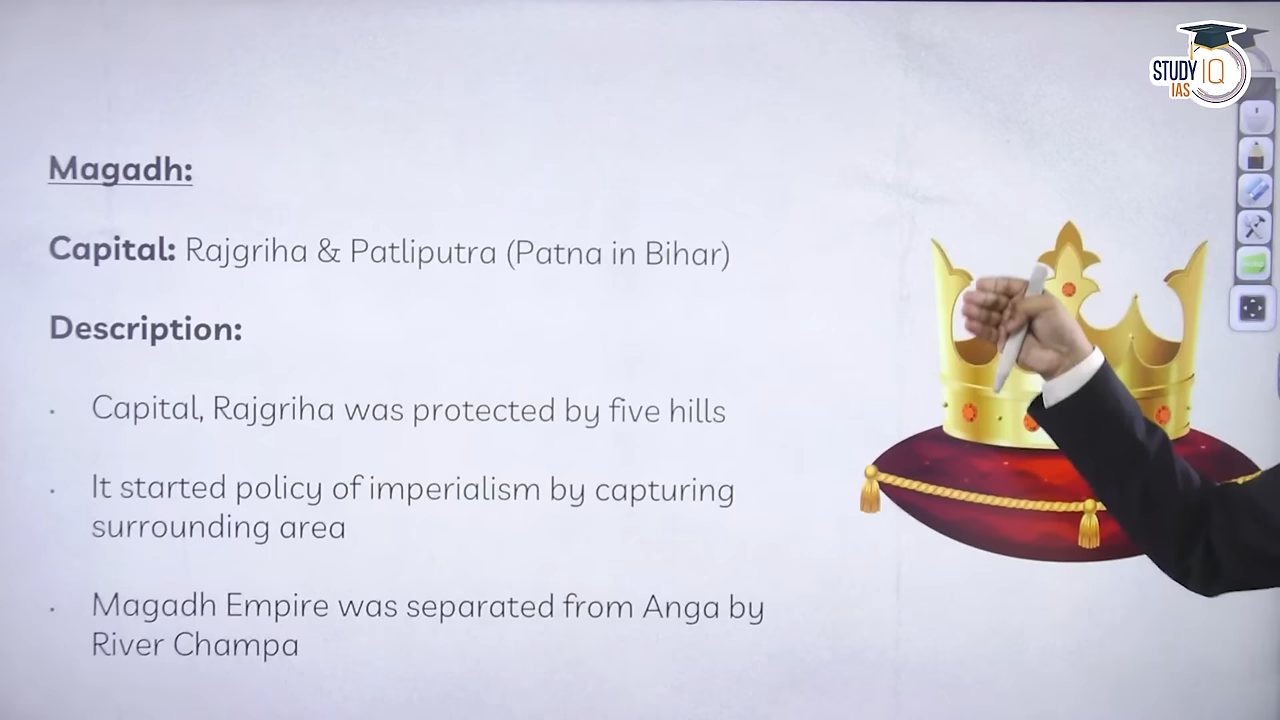 STUDY IQ
IAS
Magadh:
Capital: Rajgriha & Patliputra (Patna in Bihar)
Description:
· Capital, Rajgriha was protected by five hills
· It started policy of imperialism by capturing
surrounding area
· Magadh Empire was separated from Anga by
River Champa